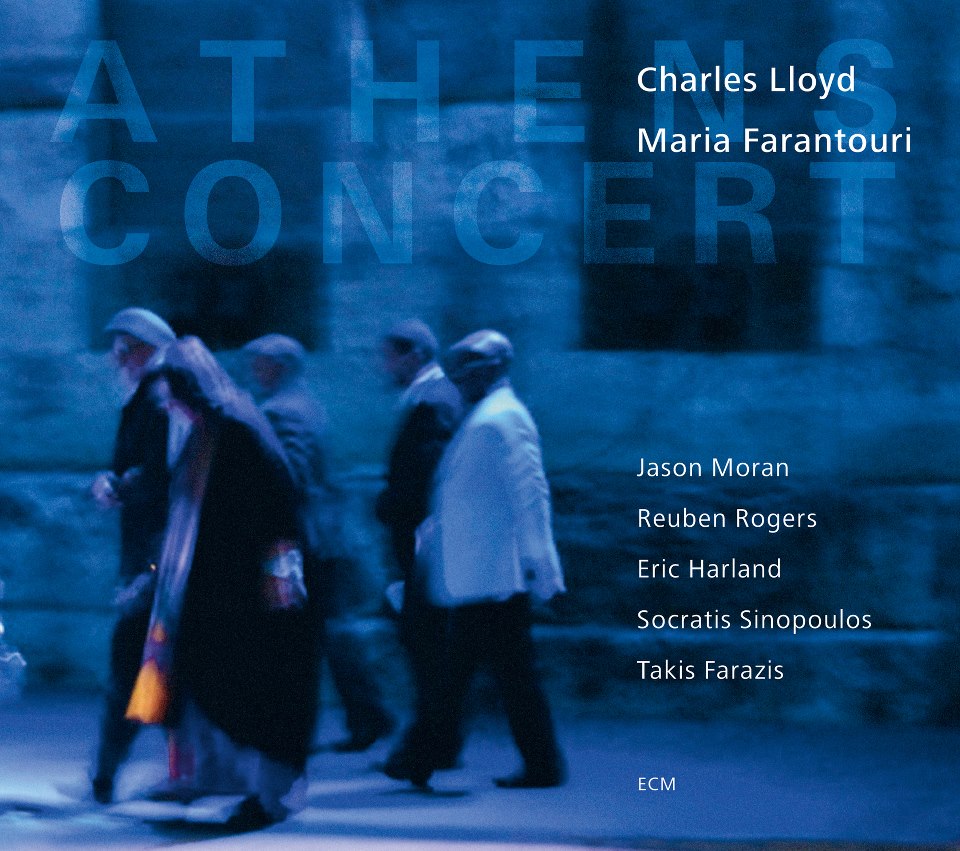 ATHENS
CONCERT
Charles Lloyd
Maria Farantouri
Jason Moran
Reuben Rogers
Eric Harland
Socratis Sinopoulos
Takis Farazis
ECM